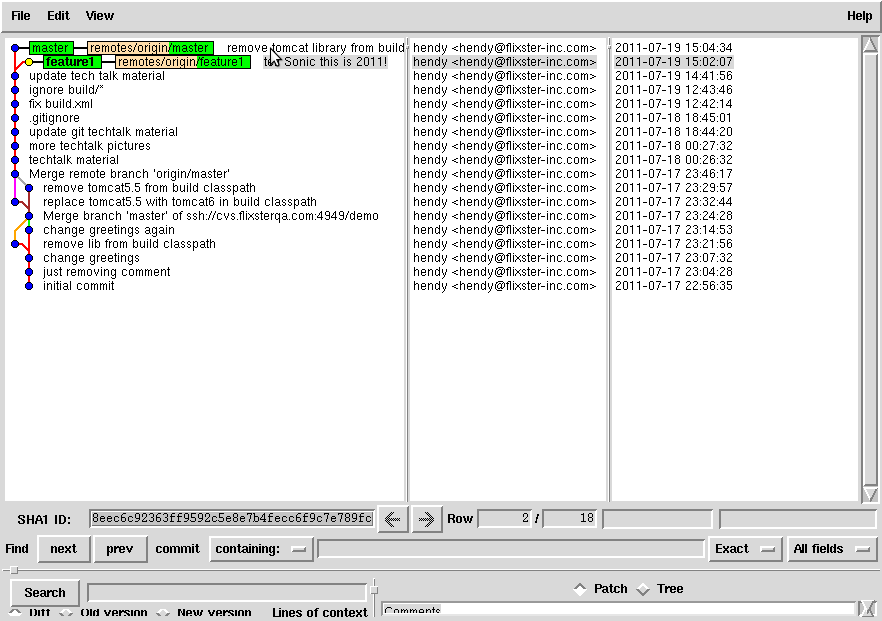 File Edit View Help
master remotes/origin/master remove tomcat library from build hendy <hendy@flixster-inc.com> 2011-07-19 15:04:34
feature1 remotes/origin/feature1 Sonic this is 2011! hendy <hendy@flixster-inc.com> 2011-07-19 15:02:07
update tech talk material hendy <hendy@flixster-inc.com> 2011-07-19 14:41:56
ignore build/* hendy <hendy@flixster-inc.com> 2011-07-19 12:43:46
fix build.xml hendy <hendy@flixster-inc.com> 2011-07-19 12:42:14
.gitignore hendy <hendy@flixster-inc.com> 2011-07-18 18:45:01
update git techtalk material hendy <hendy@flixster-inc.com> 2011-07-18 18:44:20
more techtalk pictures hendy <hendy@flixster-inc.com> 2011-07-18 00:27:32
techtalk material hendy <hendy@flixster-inc.com> 2011-07-18 00:26:32
Merge remote branch 'origin/master' hendy <hendy@flixster-inc.com> 2011-07-17 23:46:17
remove tomcat5.5 from build classpath hendy <hendy@flixster-inc.com> 2011-07-17 23:29:57
replace tomcat5.5 with tomcat6 in build classpath hendy <hendy@flixster-inc.com> 2011-07-17 23:32:44
Merge branch 'master' of ssh://cvs.flixsterqa.com:4949/demo hendy <hendy@flixster-inc.com> 2011-07-17 23:24:28
change greetings again hendy <hendy@flixster-inc.com> 2011-07-17 23:14:53
remove lib from build classpath hendy <hendy@flixster-inc.com> 2011-07-17 23:21:56
change greetings hendy <hendy@flixster-inc.com> 2011-07-17 23:07:32
just removing comment hendy <hendy@flixster-inc.com> 2011-07-17 23:04:28
initial commit hendy <hendy@flixster-inc.com> 2011-07-17 22:56:35
SHA1 ID: 8eec6c92363ff9592c5e8e7b4fecc6f9c7e789fc Row 2 / 18
Find next prev commit containing: Exact All fields
Search Patch Tree
Diff Old version New version Lines of context Comments